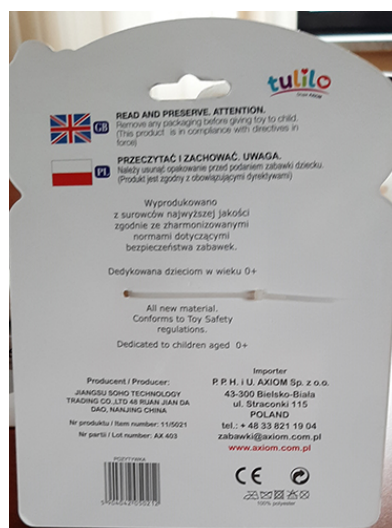 tulilo
from AXIOM
GB
READ AND PRESERVE. ATTENTION.
Remove any packaging before giving toy to child.
(This product is in compliance with directives in
force)
PL
PRZECZYTAĆ I ZACHOWAĆ. UWAGA.
Należy usunąć opakowanie przed podaniem zabawki dziecku.
(Produkt jest zgodny z obowiązującymi dyrektywami)
Wyprodukowano
z surowców najwyższej jakości
zgodnie ze zharmonizowanymi
normami dotyczącymi
bezpieczeństwa zabawek.
Dedykowana dzieciom w wieku 0+
All new material.
Conforms to Toy Safety
regulations.
Dedicated to children aged 0+
Producent / Producer:
JIANGSU SOHO TECHNOLOGY
TRADING CO.,LTD 48 RUAN JIAN DA
DAO, NANJING CHINA
Nr produktu / Item number: 11/5021
Nr partii / Lot number: AX 403
Importer
P. P. H. i U. AXIOM Sp. z o.o.
43-300 Bielsko-Biała
ul. Straconki 115
POLAND
tel.: + 48 33 821 19 04
zabawki@axiom.com.pl
www.axiom.com.pl
POZYTYWKA
5904042050212
CE
100% polyester